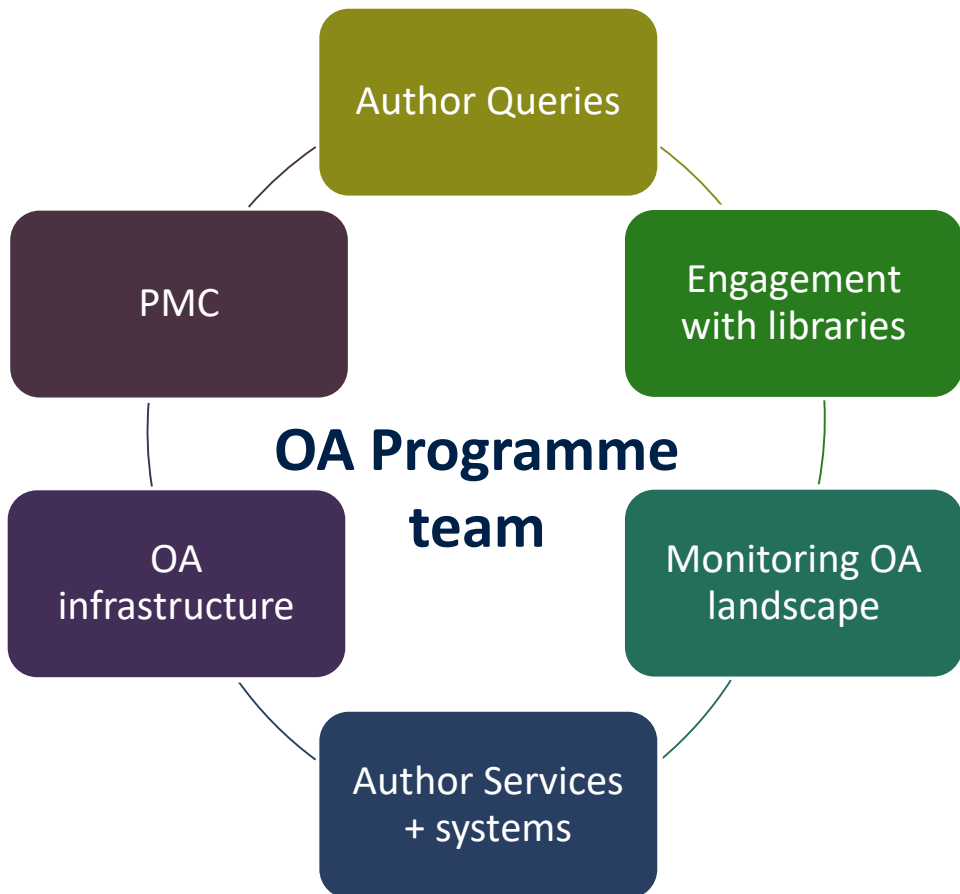 Author Queries
Engagement
with libraries
Monitoring OA
landscape
Author Services
+ systems
OA
infrastructure
PMC
OA Programme
team